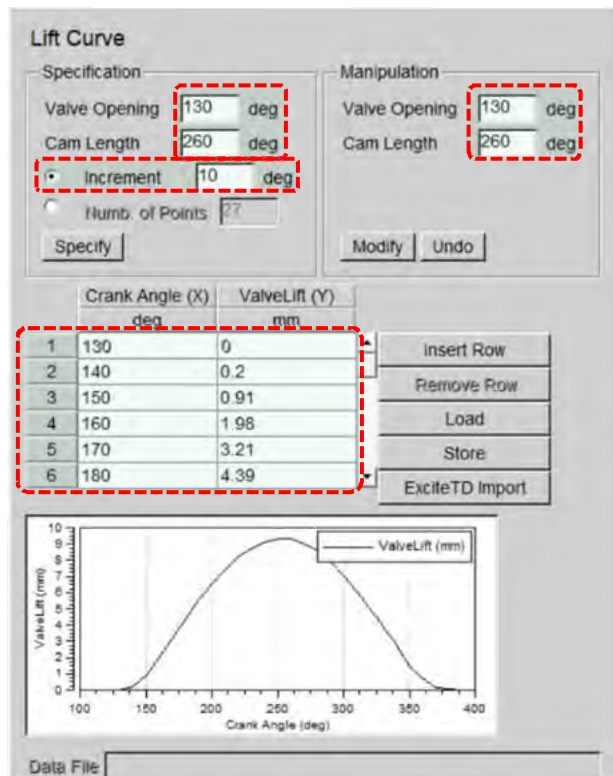 Lift Curve
Specification
Valve Opening 130 deg
Cam Length 260 deg
Increment 10 deg
Numb. of Points 27
Specify
Manipulation
Valve Opening 130 deg
Cam Length 260 deg
Modify Undo
Crank Angle (X) ValveLift (Y)
deg mm
1 130 0
2 140 0.2
3 150 0.91
4 160 1.98
5 170 3.21
6 180 4.39
Insert Row
Remove Row
Load
Store
ExciteTD Import
ValveLift (mm)
10
9
8
7
6
5
4
3
2
1
0
ValveLift (mm)
100 150 200 250 300 350 400
Crank Angle (deg)
Data File